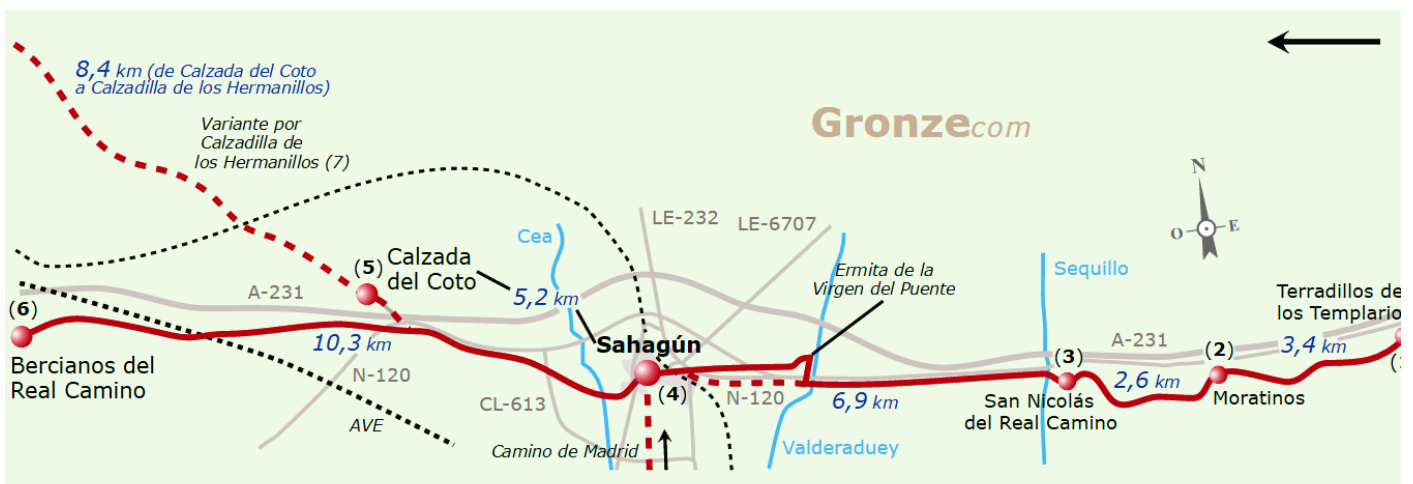 8,4 km (de Calzada del Coto
a Calzadilla de los Hermanillos)
Variante por
Calzadilla de
los Hermanillos (7)
Gronze.com
N
O
E
LE-232
LE-6707
Cea
(5)
Calzada
del Coto
Ermita de la
Virgen del Puente
Sequillo
A-231
5,2 km
Terradillos de
los Templario
(6)
10,3 km
Sahagún
A-231
3,4 km
(3)
(2)
Bercianos del
Real Camino
N-120
CL-613
(4)
N-120
6,9 km
2,6 km
San Nicolás
del Real Camino
Moratinos
AVE
Camino de Madrid
Valderaduey